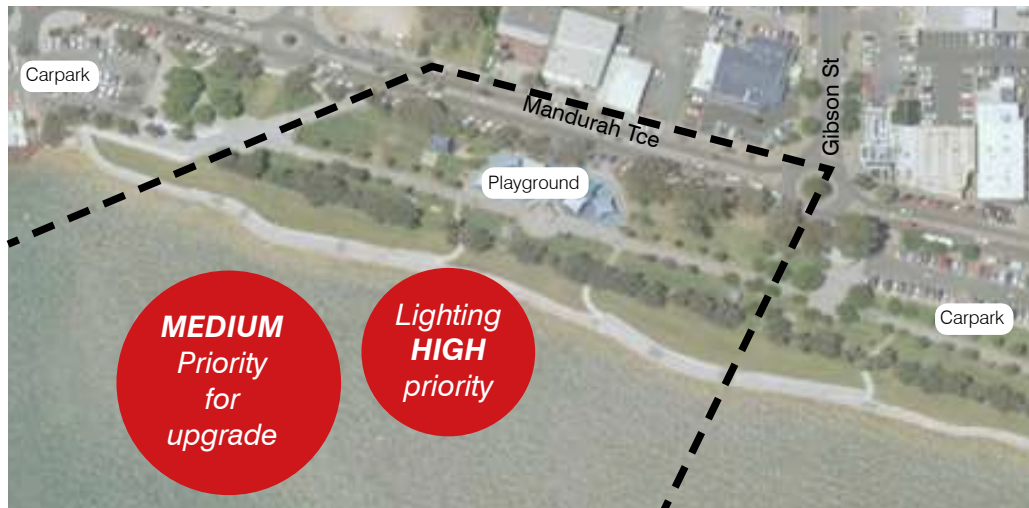 Carpark
Mandurah Tce
Gibson St
Playground
Carpark
MEDIUM
Priority
for
upgrade
Lighting
HIGH
priority